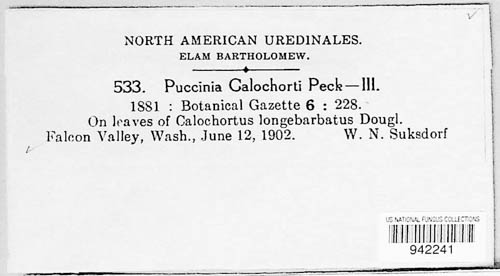 NORTH AMERICAN UREDINALES.
ELAM BARTHOLOMEW.
533. Puccinia Calochorti Peck—III.
1881 : Botanical Gazette 6 : 228.
On leaves of Calochortus longebarbatus Dougl.
Falcon Valley, Wash., June 12, 1902. W. N. Suksdorf
US NATIONAL FUNGUS COLLECTIONS
942241